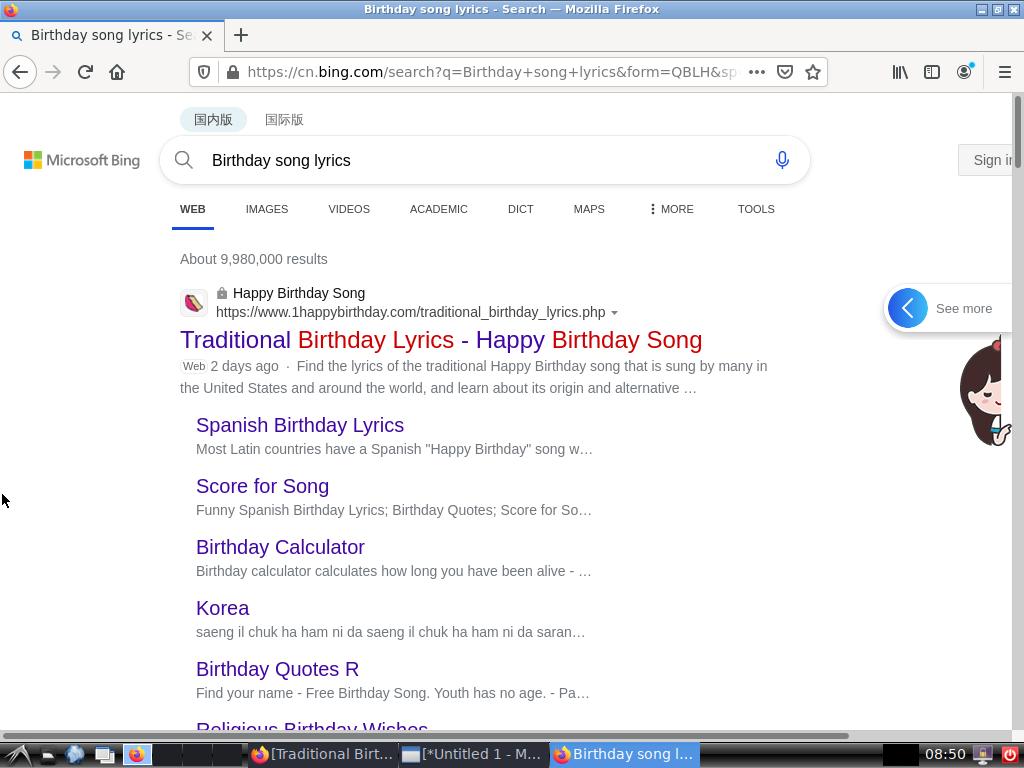 Birthday song lyrics - Search — Mozilla Firefox
Birthday song lyrics - Se
https://cn.bing.com/search?q=Birthday+song+lyrics&form=QBLH&sp
国内版
国际版
Microsoft Bing
Birthday song lyrics
Sign in
WEB
IMAGES
VIDEOS
ACADEMIC
DICT
MAPS
MORE
TOOLS
About 9,980,000 results
Happy Birthday Song
https://www.1happybirthday.com/traditional_birthday_lyrics.php
See more
Traditional Birthday Lyrics - Happy Birthday Song
Web 2 days ago · Find the lyrics of the traditional Happy Birthday song that is sung by many in
the United States and around the world, and learn about its origin and alternative …
Spanish Birthday Lyrics
Most Latin countries have a Spanish "Happy Birthday" song w…
Score for Song
Funny Spanish Birthday Lyrics; Birthday Quotes; Score for So…
Birthday Calculator
Birthday calculator calculates how long you have been alive - …
Korea
saeng il chuk ha ham ni da saeng il chuk ha ham ni da saran…
Birthday Quotes R
Find your name - Free Birthday Song. Youth has no age. - Pa…
Religious Birthday Wishes
[Traditional Birt...
[*Untitled 1 - M...
Birthday song l...
08:50